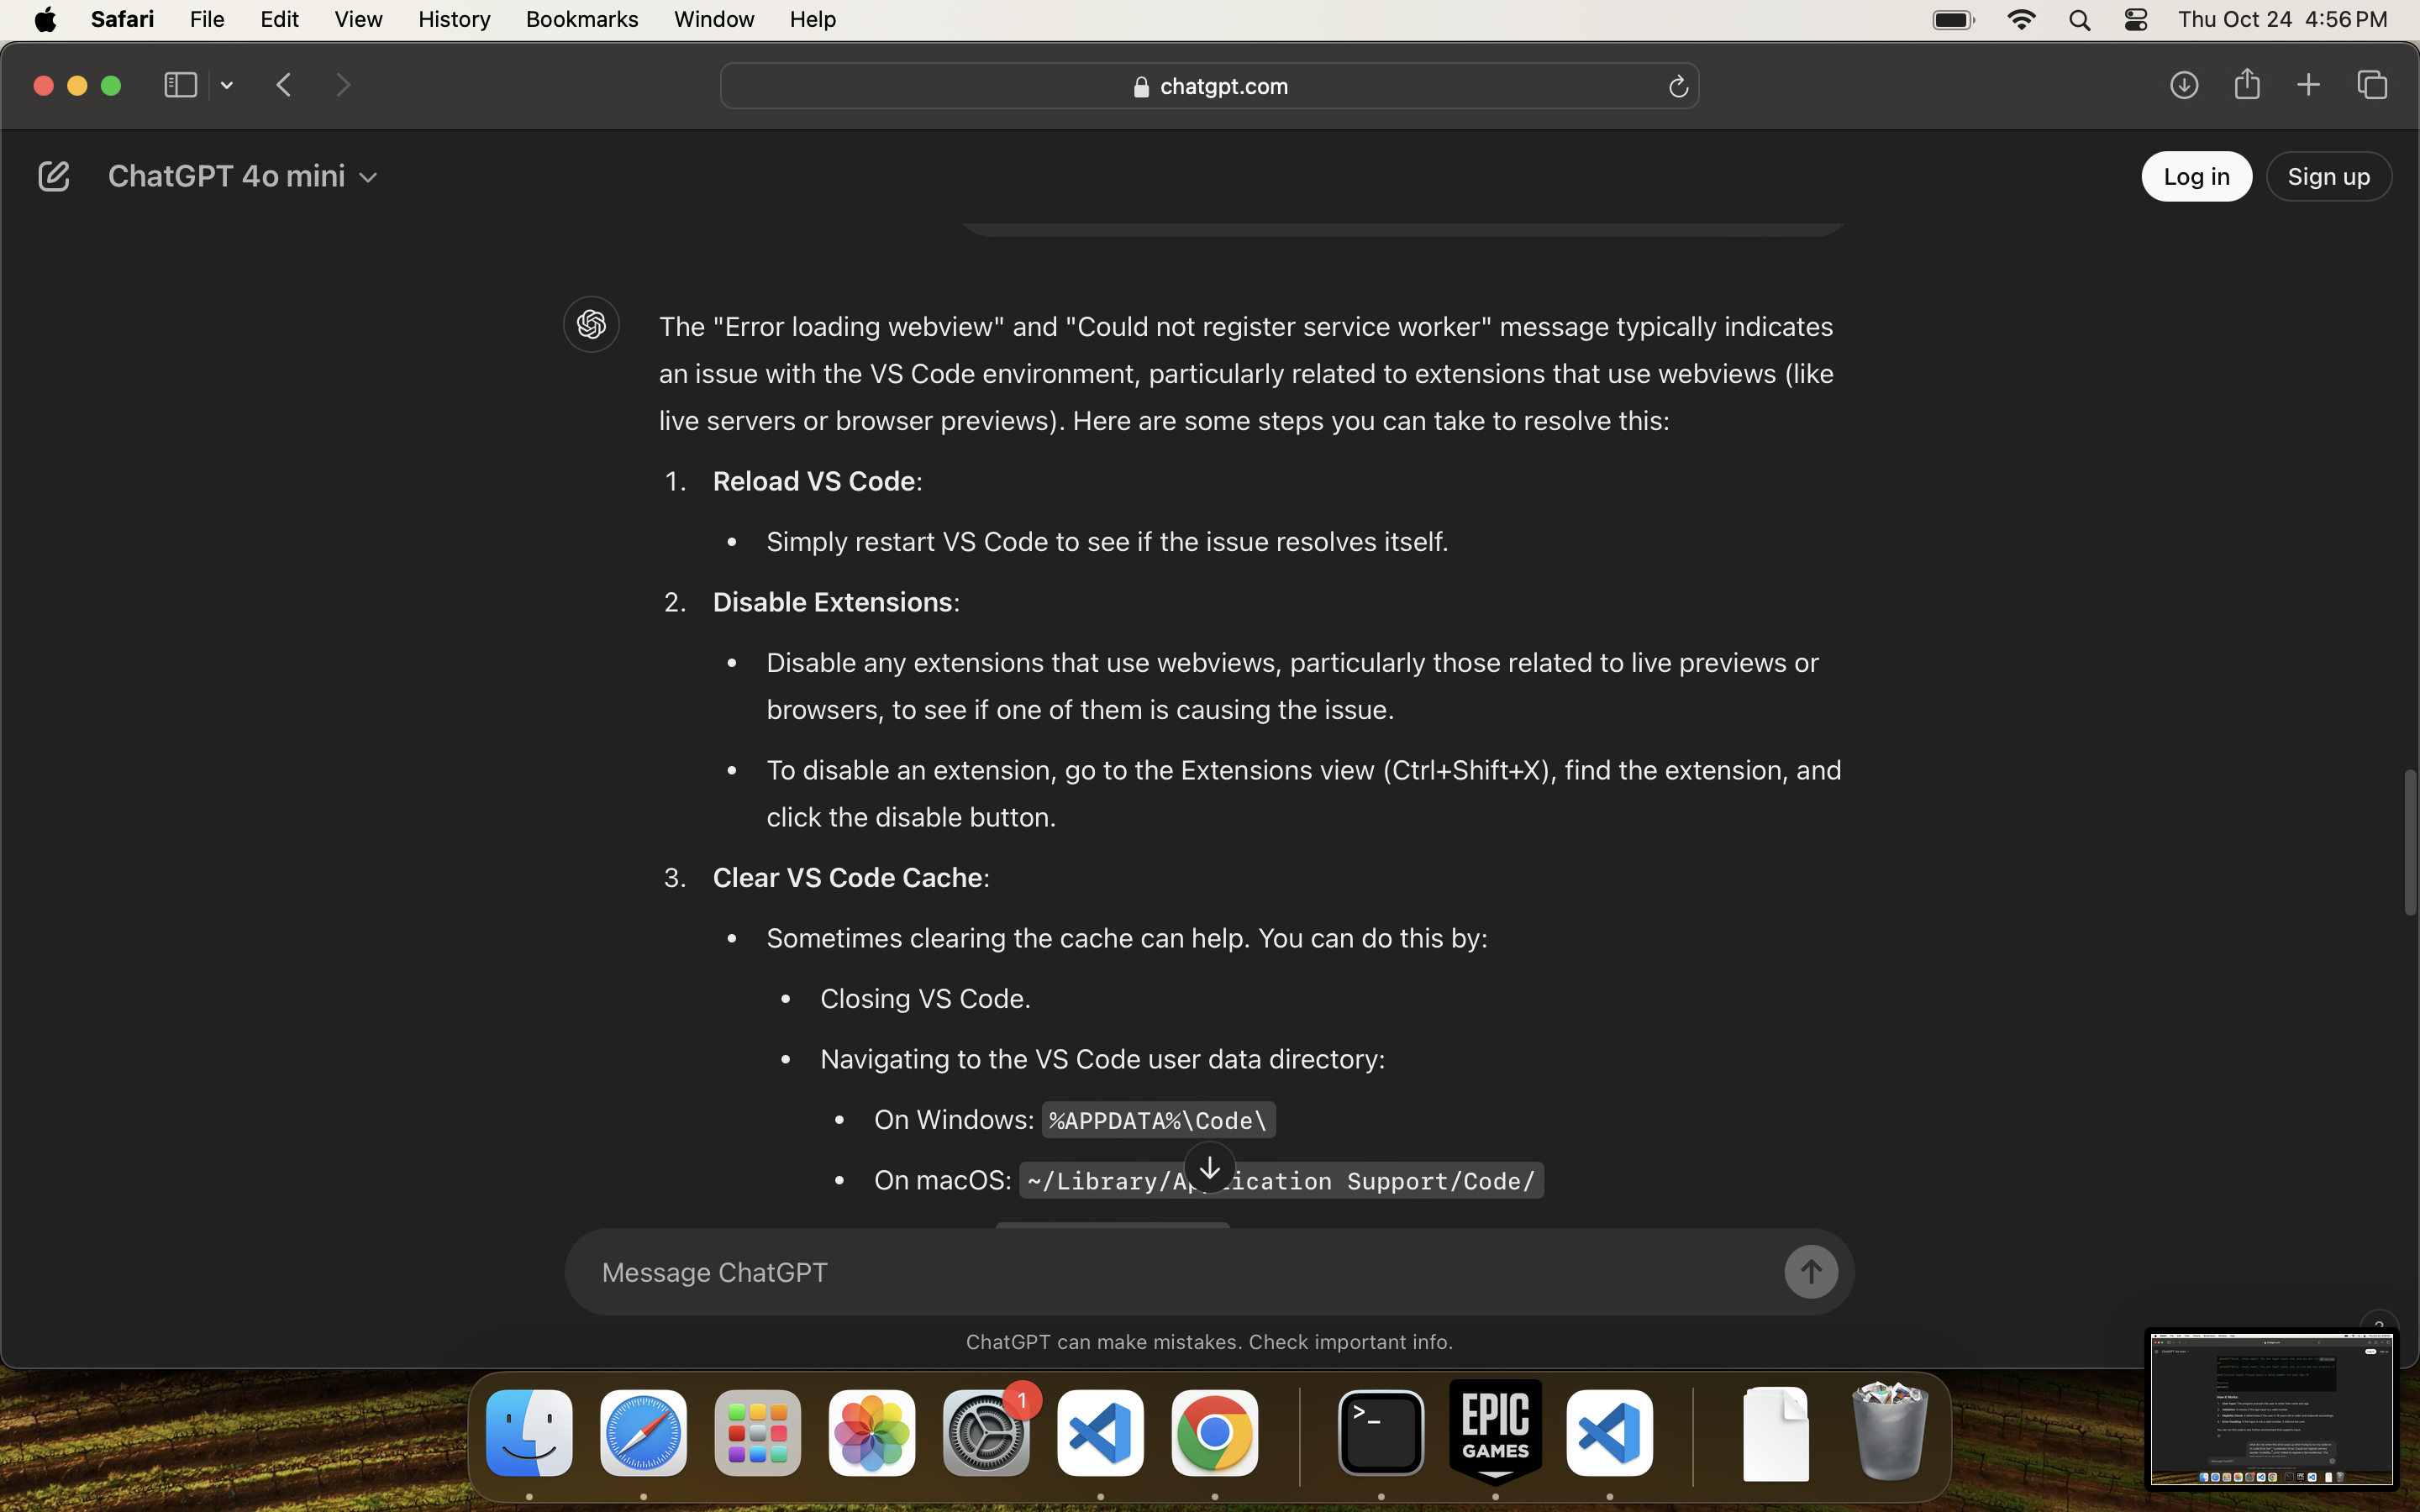 Safari File Edit View History Bookmarks Window Help Thu Oct 24 4:56 PM
chatgpt.com
ChatGPT 4o mini Log in Sign up
The "Error loading webview" and "Could not register service worker" message typically indicates
an issue with the VS Code environment, particularly related to extensions that use webviews (like
live servers or browser previews). Here are some steps you can take to resolve this:
1. Reload VS Code:
• Simply restart VS Code to see if the issue resolves itself.
2. Disable Extensions:
• Disable any extensions that use webviews, particularly those related to live previews or
browsers, to see if one of them is causing the issue.
• To disable an extension, go to the Extensions view (Ctrl+Shift+X), find the extension, and
click the disable button.
3. Clear VS Code Cache:
• Sometimes clearing the cache can help. You can do this by:
• Closing VS Code.
• Navigating to the VS Code user data directory:
• On Windows: %APPDATA%\Code\
• On macOS: Support/Code/
Message ChatGPT
ChatGPT can make mistakes. Check important info.
1
>_
EPIC
GAMES